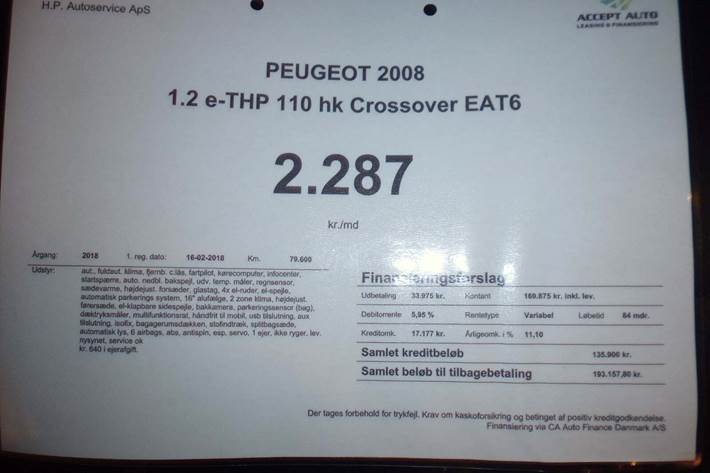 H.P. Autoservice ApS
ACCEPT AUTO
LEASING & FINANSIERING
PEUGEOT 2008
1.2 e-THP 110 hk Crossover EAT6
2.287
kr./md
Årgang: 2018 1. reg. dato: 16-02-2018 Km. 79.600
Udstyr: aut., fuldaut. klima, fjernb. c.lås, fartpilot, kørecomputer, infocenter,
startspærre, auto. nedbl. bakspejl, udv. temp. måler, regnsensor,
sædevarme, højdejust. forsæder, glastag, 4x el-ruder, el-spejle,
automatisk parkerings system, 16" alufælge, 2 zone klima, højdejust.
førersæde, el-klapbare sidespejle, bakkamera, parkeringssensor (bag),
dæktryksmåler, multifunktionsrat, håndfrit til mobil, usb tilslutning, aux
tilslutning, isofix, bagagerumsdækken, stofindtræk, splitbagsæde,
automatisk lys, 6 airbags, abs, antispin, esp, servo, 1 ejer, ikke ryger, lev.
nysynet, service ok
kr. 640 i ejerafgift.
Finansieringsforslag
Udbetaling 33.975 kr. Kontant 169.875 kr. inkl. lev.
Debitorrente 5,95 % Rentetype Variabel Løbetid 84 mdr.
Kreditomk. 17.177 kr. Årligeomk. i % 11,10
Samlet kreditbeløb 135.900 kr.
Samlet beløb til tilbagebetaling 193.157,80 kr.
Der tages forbehold for trykfejl. Krav om kaskoforsikring og betinget af positiv kreditgodkendelse.
Finansiering via CA Auto Finance Danmark A/S